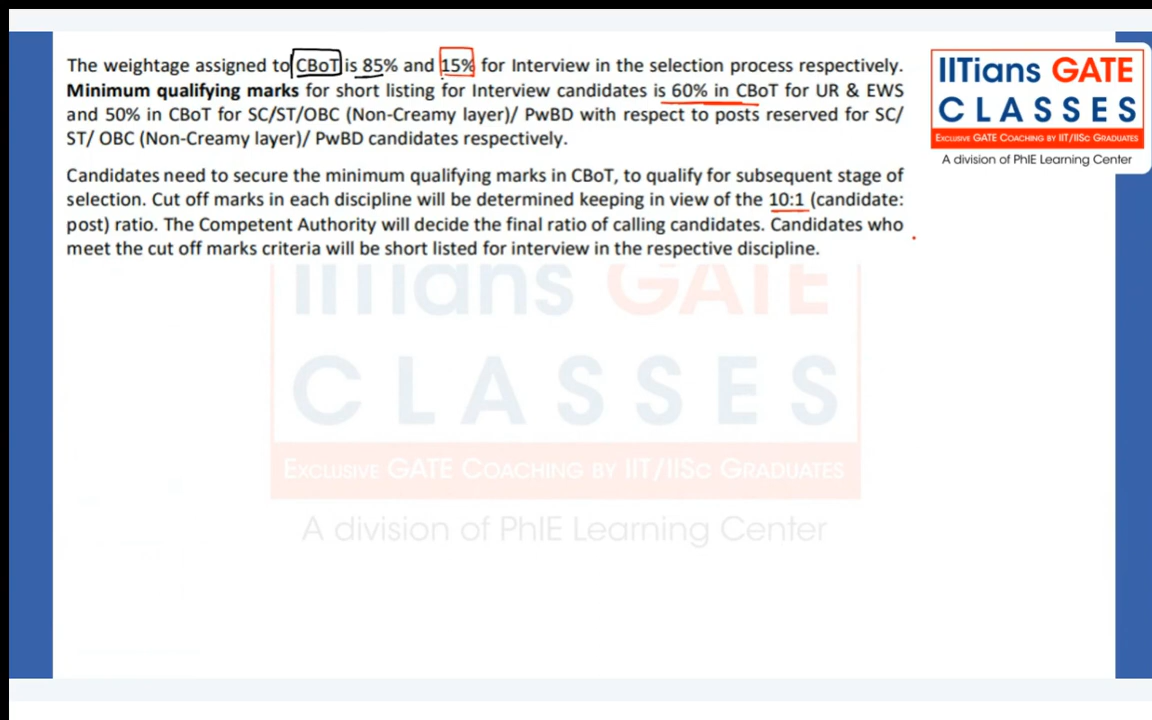 The weightage assigned to CBoT is 85% and 15% for Interview in the selection process respectively.
Minimum qualifying marks for short listing for Interview candidates is 60% in CBoT for UR & EWS
and 50% in CBoT for SC/ST/OBC (Non-Creamy layer)/ PwBD with respect to posts reserved for SC/
ST/ OBC (Non-Creamy layer)/ PwBD candidates respectively.
Candidates need to secure the minimum qualifying marks in CBoT, to qualify for subsequent stage of
selection. Cut off marks in each discipline will be determined keeping in view of the 10:1 (candidate:
post) ratio. The Competent Authority will decide the final ratio of calling candidates. Candidates who
meet the cut off marks criteria will be short listed for interview in the respective discipline.
IITians GATE
CLASSES
EXCLUSIVE GATE COACHING BY IIT/IISc GRADUATES
A division of PhIE Learning Center
IITians GATE
CLASSES
EXCLUSIVE GATE COACHING BY IIT/IISc GRADUATES
A division of PhIE Learning Center